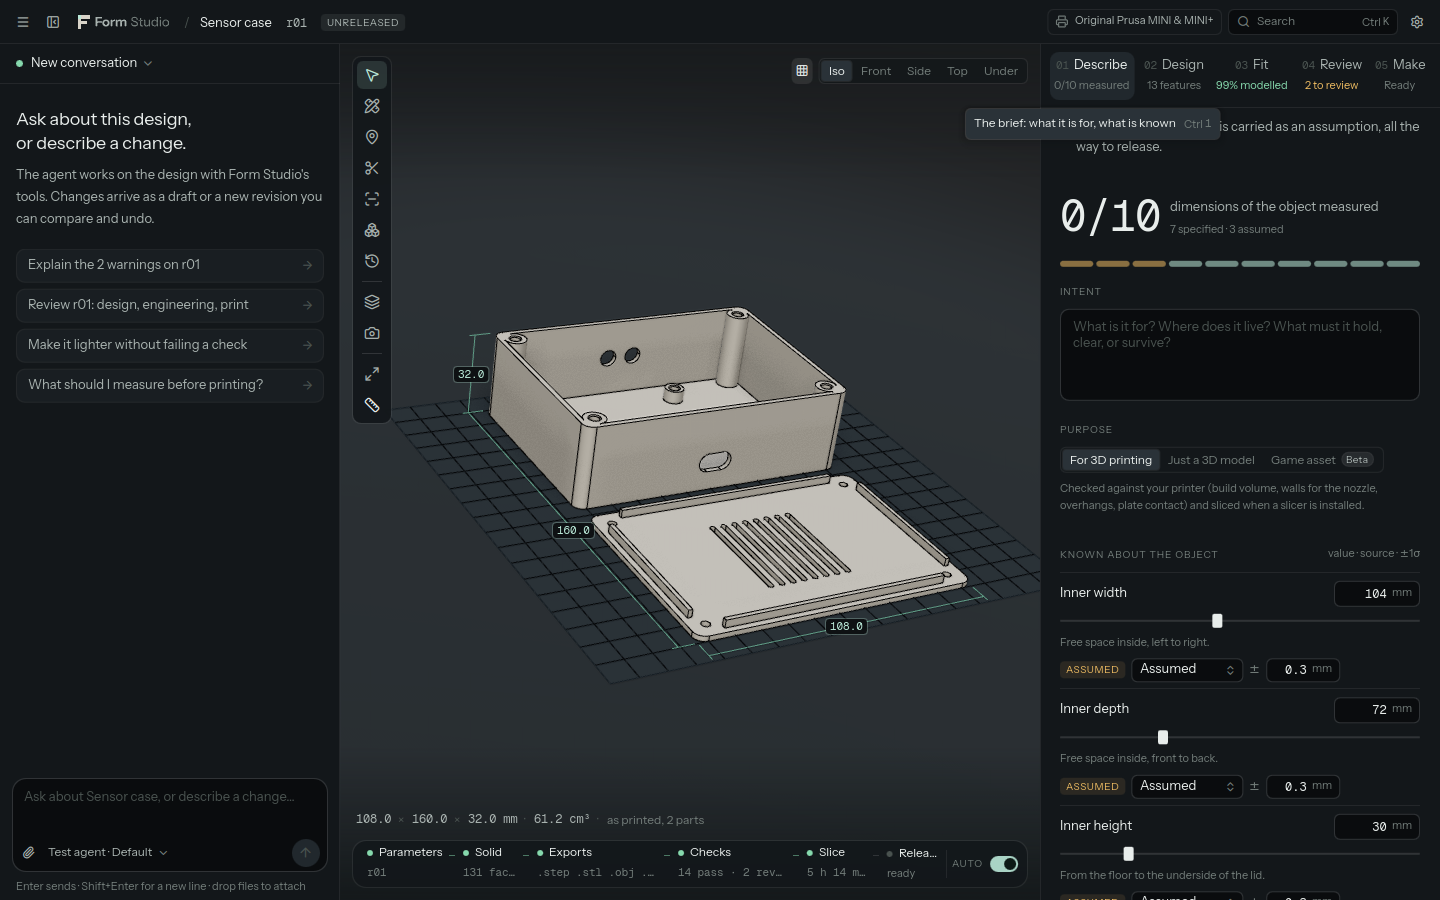 Form Studio / Sensor case r01 UNRELEASED
Original Prusa MINI & MINI+
Search Ctrl K
New conversation
Ask about this design,
or describe a change.
The agent works on the design with Form Studio's
tools. Changes arrive as a draft or a new revision you
can compare and undo.
Explain the 2 warnings on r01
Review r01: design, engineering, print
Make it lighter without failing a check
What should I measure before printing?
Ask about Sensor case, or describe a change...
Test agent · Default
Enter sends · Shift+Enter for a new line · drop files to attach
Iso Front Side Top Under
32.0
160.0
108.0
108.0 × 160.0 × 32.0 mm · 61.2 cm³ · as printed, 2 parts
Parameters
r01
Solid
131 fac...
Exports
.step .stl .obj ...
Checks
14 pass · 2 rev...
Slice
5 h 14 m...
Relea...
ready
AUTO
01 Describe
0/10 measured
02 Design
13 features
03 Fit
99% modelled
04 Review
2 to review
05 Make
Ready
The brief: what it is for, what is known Ctrl 1
is carried as an assumption, all the
way to release.
0/10
dimensions of the object measured
7 specified · 3 assumed
INTENT
What is it for? Where does it live? What must it hold,
clear, or survive?
PURPOSE
For 3D printing Just a 3D model Game asset Beta
Checked against your printer (build volume, walls for the nozzle,
overhangs, plate contact) and sliced when a slicer is installed.
KNOWN ABOUT THE OBJECT value · source · ±1σ
Inner width 104 mm
Free space inside, left to right.
ASSUMED Assumed ± 0.3 mm
Inner depth 72 mm
Free space inside, front to back.
ASSUMED Assumed ± 0.3 mm
Inner height 30 mm
From the floor to the underside of the lid.